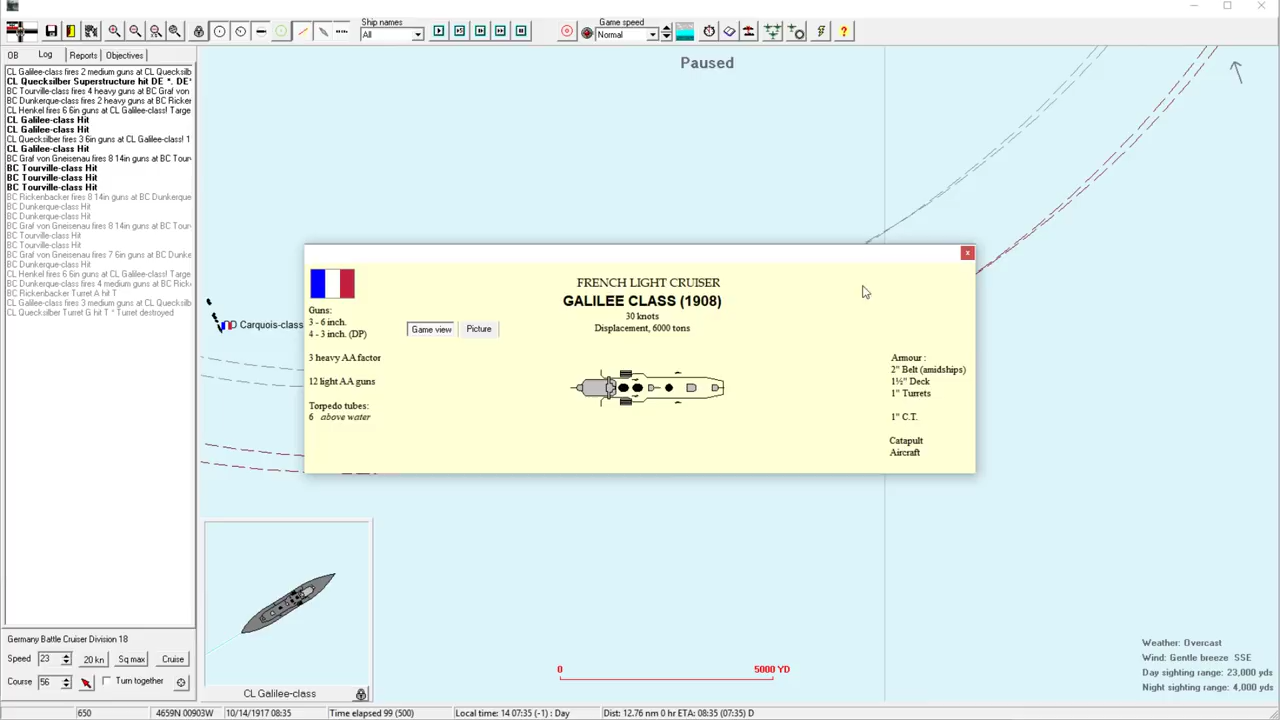 Ship names
All
Game speed
Normal
OB
Log
Reports
Objectives
CL Galilee-class fires 2 medium guns at CL Quecksilb
CL Quecksilber Superstructure hit DE *. DE*
BC Tourville-class fires 4 heavy guns at BC Graf von
BC Dunkerque-class fires 2 heavy guns at BC Ricker
CL Henkel fires 6 6in guns at CL Galilee-class! Targe
CL Galilee-class Hit
CL Galilee-class Hit
CL Quecksilber fires 3 6in guns at CL Galilee-class! 1
CL Galilee-class Hit
BC Graf von Gneisenau fires 8 14in guns at BC Tour
BC Tourville-class Hit
BC Tourville-class Hit
BC Tourville-class Hit
BC Rickenbacker fires 8 14in guns at BC Dunkerque
BC Dunkerque-class Hit
BC Dunkerque-class Hit
BC Graf von Gneisenau fires 8 14in guns at BC Tour
BC Tourville-class Hit
BC Tourville-class Hit
BC Graf von Gneisenau fires 7 6in guns at BC Dunke
BC Dunkerque-class Hit
CL Henkel fires 6 6in guns at CL Galilee-class! Targe
BC Dunkerque-class fires 4 medium guns at BC Rick
BC Rickenbacker Turret A hit T
CL Galilee-class fires 3 medium guns at CL Quecksilb
CL Quecksilber Turret G hit T * Turret destroyed
Paused
Carquois-class
FRENCH LIGHT CRUISER
GALILEE CLASS (1908)
30 knots
Displacement, 6000 tons
Guns:
3 - 6 inch.
4 - 3 inch. (DP)
3 heavy AA factor
12 light AA guns
Torpedo tubes:
6 above water
Game view
Picture
Armour :
2" Belt (amidships)
1½" Deck
1" Turrets
1" C.T.
Catapult
Aircraft
CL Galilee-class
0
5000 YD
Weather: Overcast
Wind: Gentle breeze SSE
Day sighting range: 23,000 yds
Night sighting range: 4,000 yds
Germany Battle Cruiser Division 18
Speed
23
20 kn
Sq max
Cruise
Course
56
Turn together
650
4659N 00903W
10/14/1917 08:35
Time elapsed 99 (500)
Local time: 14 07:35 (-1) : Day
Dist: 12.76 nm 0 hr ETA: 08:35 (07:35) D